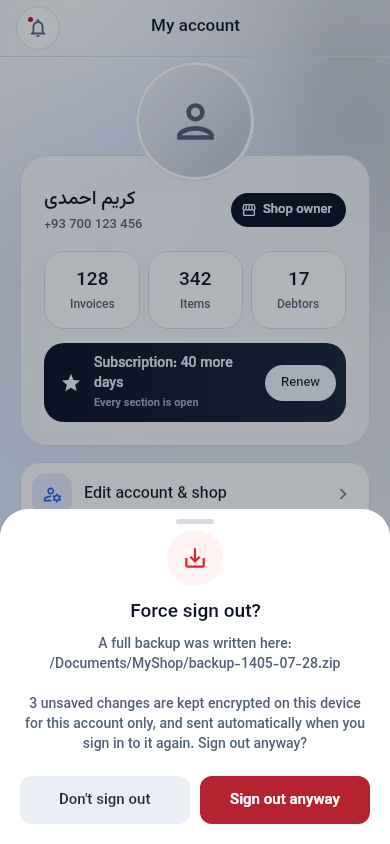 My account
کریم احمدی
+93 700 123 456
Shop owner
128
Invoices
342
Items
17
Debtors
Subscription: 40 more
days
Every section is open
Renew
Edit account & shop
Force sign out?
A full backup was written here:
/Documents/MyShop/backup-1405-07-28.zip
3 unsaved changes are kept encrypted on this device
for this account only, and sent automatically when you
sign in to it again. Sign out anyway?
Don't sign out
Sign out anyway